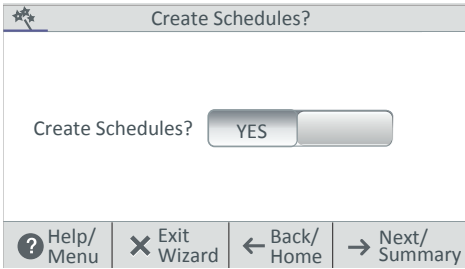 Create Schedules?
Create Schedules? YES
Help/
Menu
Exit
Wizard
Back/
Home
Next/
Summary